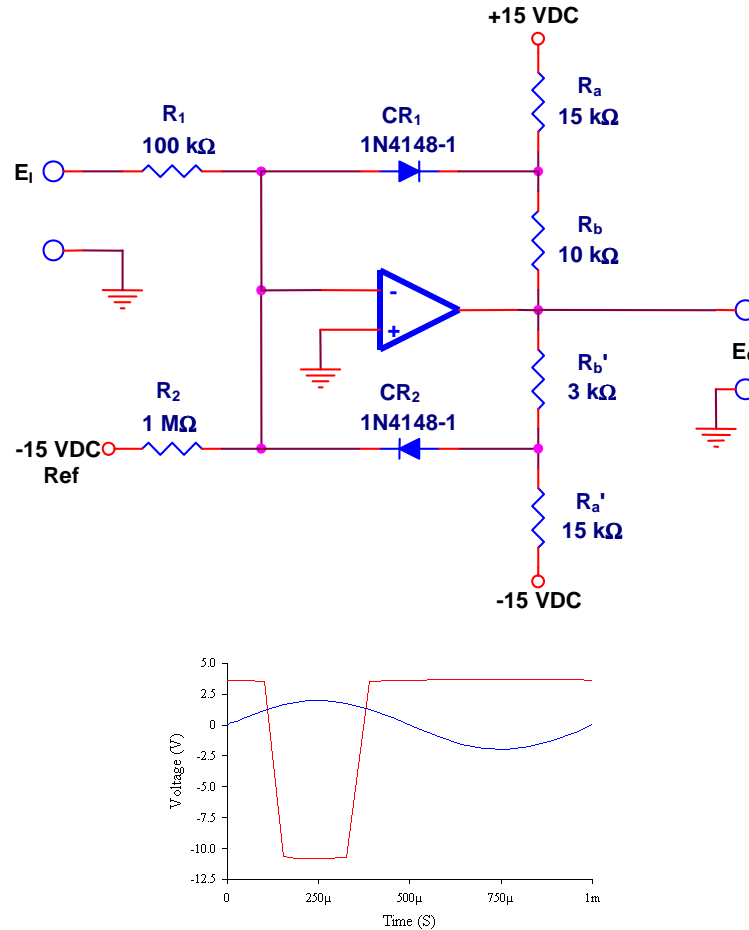 +15 VDC
Ra
15 kΩ
R1
100 kΩ
CR1
1N4148-1
EI
Rb
10 kΩ
-
+
Rb'
3 kΩ
R2
1 MΩ
CR2
1N4148-1
-15 VDC
Ref
Ra'
15 kΩ
-15 VDC
5.0
2.5
0
-2.5
-5.0
-7.5
-10.0
-12.5
Voltage (V)
0
250µ
500µ
750µ
1m
Time (S)